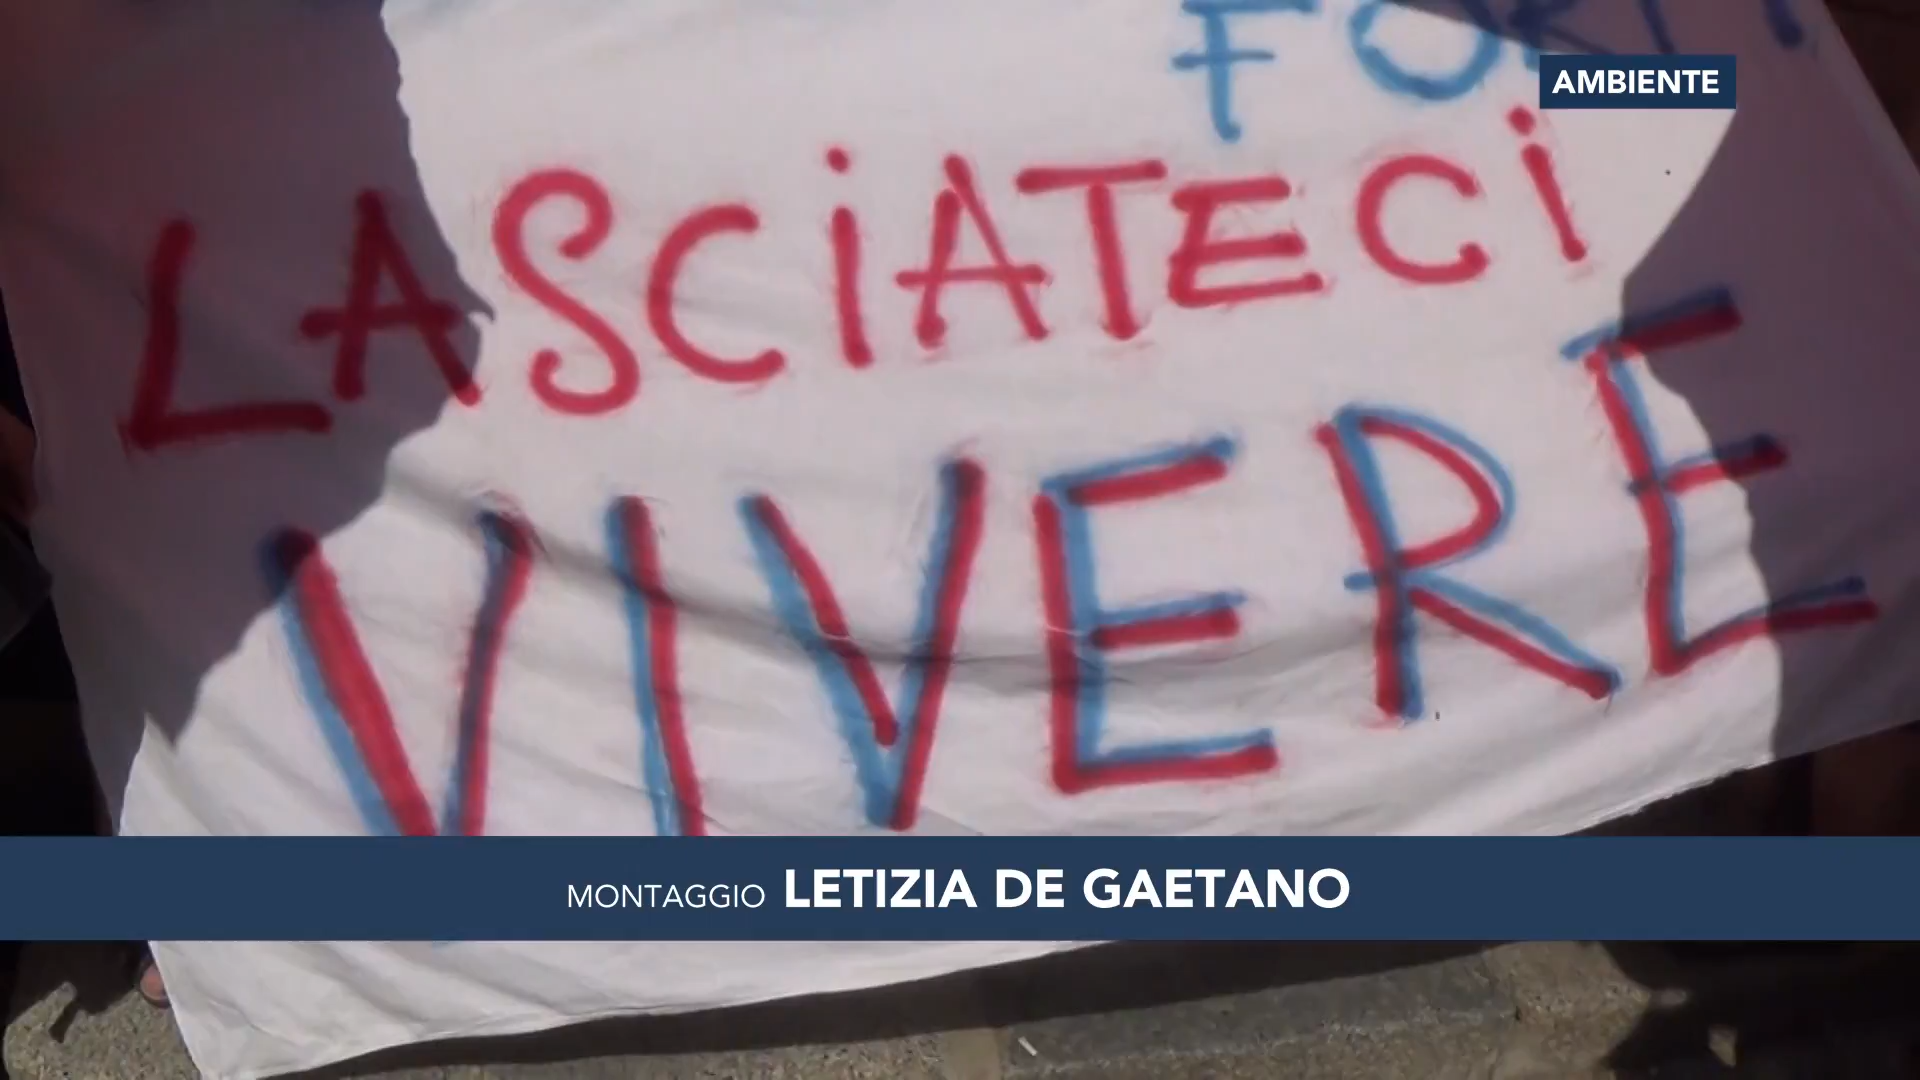 AMBIENTE
LASCiATECi
VIVERE
MONTAGGIO LETIZIA DE GAETANO